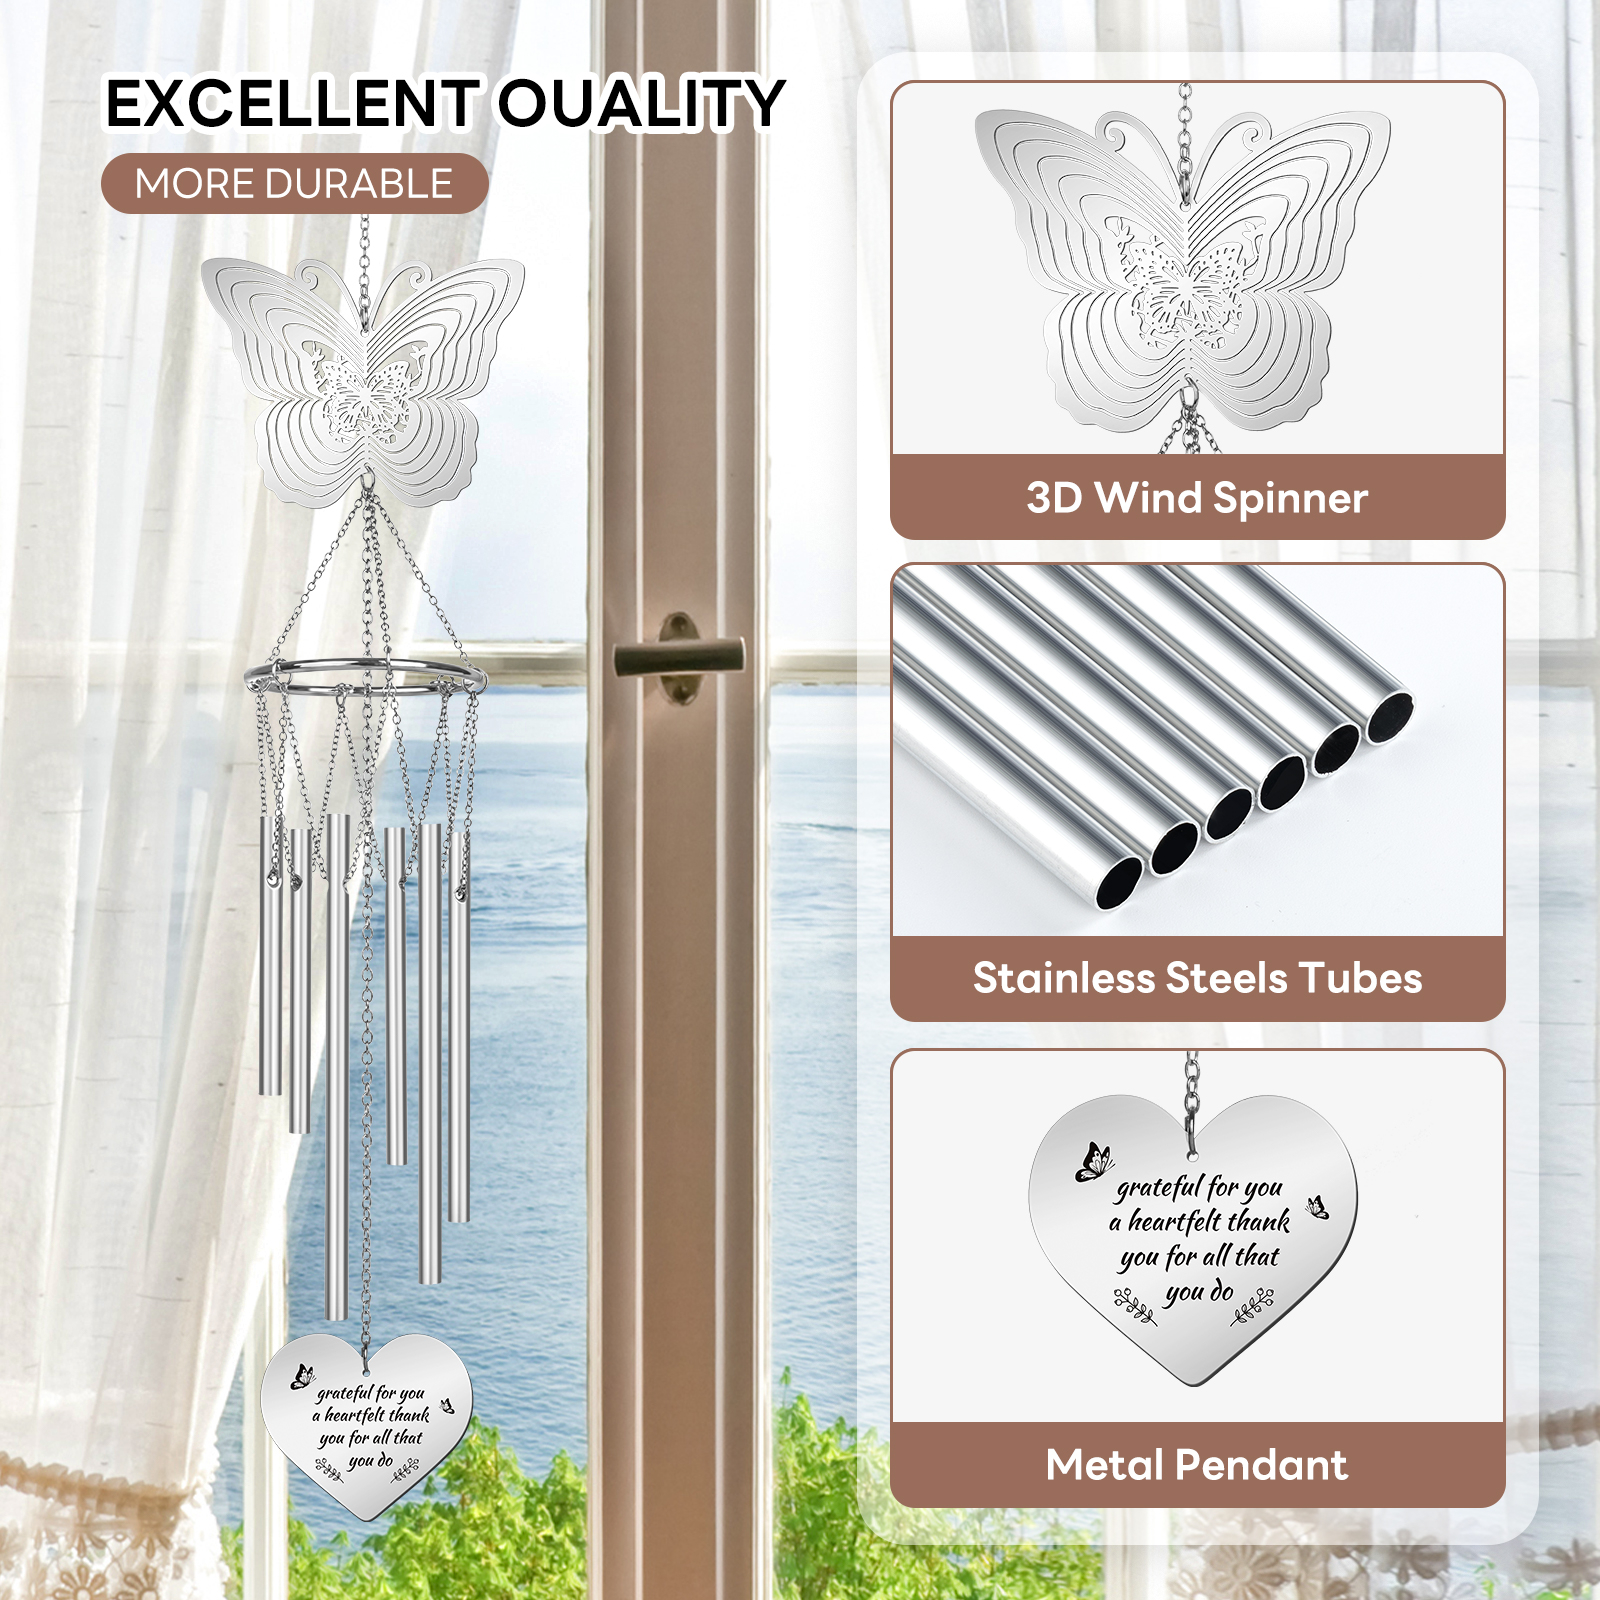 EXCELLENT QUALITY
MORE DURABLE
3D Wind Spinner
Stainless Steels Tubes
grateful for you
a heartfelt thank
you for all that
you do
Metal Pendant
grateful for you
a heartfelt thank
you for all that
you do